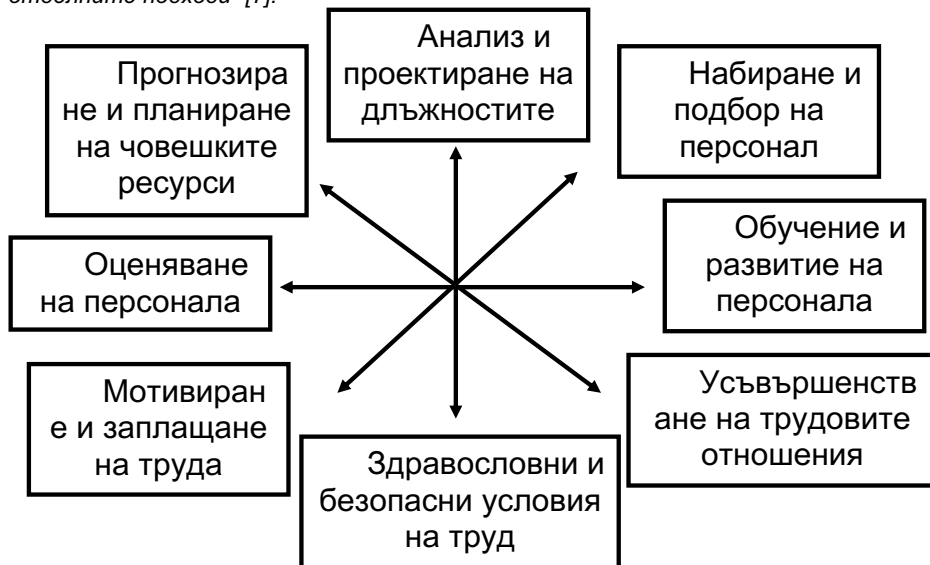 Анализ и
проектиране на
длъжностите
Прогнозира
не и планиране
на човешките
ресурси
Набиране и
подбор на
персонал
Оценяване
на персонала
Обучение и
развитие на
персонала
Мотивиран
е и заплащане
на труда
Усъвършенств
ане на трудовите
отношения
Здравословни и
безопасни условия
на труд